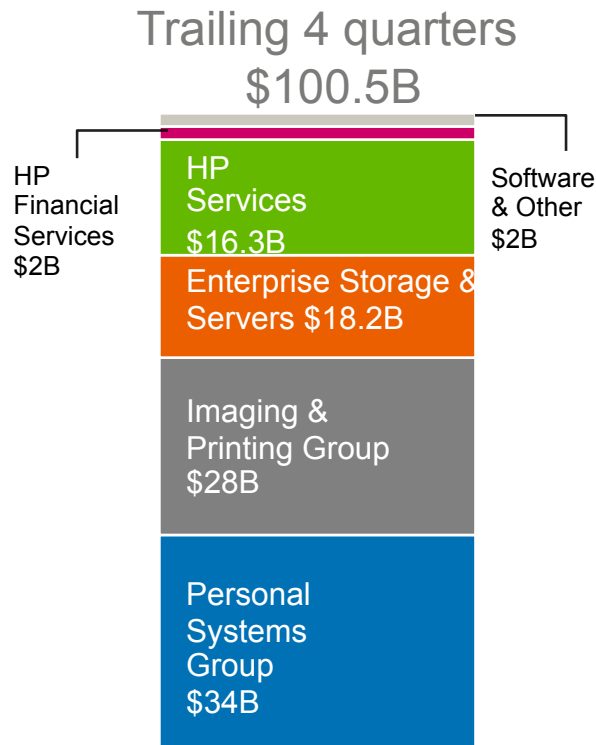 Trailing 4 quarters
$100.5B
HP
Financial
Services
$2B
Software
& Other
$2B
HP
Services
$16.3B
Enterprise Storage &
Servers $18.2B
Imaging &
Printing Group
$28B
Personal
Systems
Group
$34B